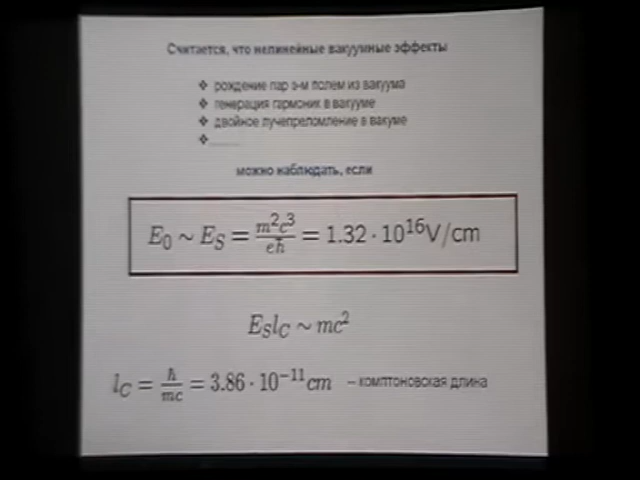 Считается, что нелинейные вакуумные эффекты
❖ рождение пар э-м полем из вакуума
❖ генерация гармоник в вакууме
❖ двойное лучепреломление в вакуме
❖ ........
можно наблюдать, если
E₀ ~ E_S = m²c³/eħ = 1.32 · 10¹⁶V/cm
E_S l_C ~ mc²
l_C = ħ/mc = 3.86 · 10⁻¹¹cm – комптоновская длина